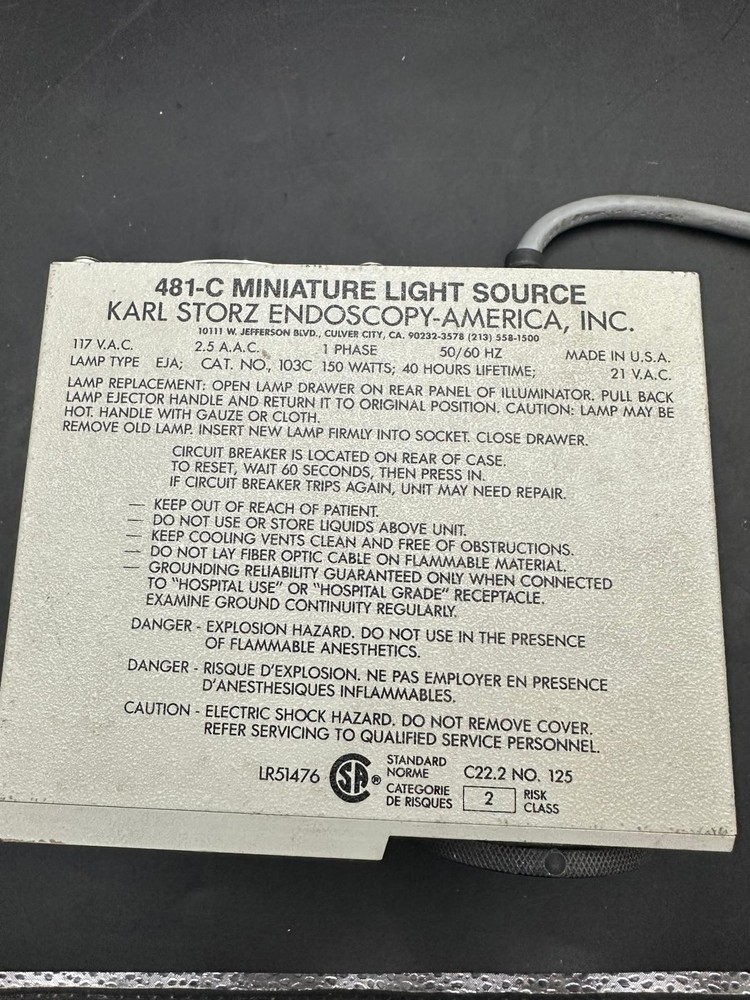 481-C MINIATURE LIGHT SOURCE
KARL STORZ ENDOSCOPY-AMERICA, INC.
10111 W. JEFFERSON BLVD., CULVER CITY, CA. 90232-3578 (213) 558-1500
117 V.A.C. 2.5 A.A.C. 1 PHASE 50/60 HZ MADE IN U.S.A.
LAMP TYPE EJA; CAT. NO., 103C 150 WATTS; 40 HOURS LIFETIME; 21 V.A.C.
LAMP REPLACEMENT: OPEN LAMP DRAWER ON REAR PANEL OF ILLUMINATOR. PULL BACK
LAMP EJECTOR HANDLE AND RETURN IT TO ORIGINAL POSITION. CAUTION: LAMP MAY BE
HOT. HANDLE WITH GAUZE OR CLOTH.
REMOVE OLD LAMP. INSERT NEW LAMP FIRMLY INTO SOCKET. CLOSE DRAWER.
CIRCUIT BREAKER IS LOCATED ON REAR OF CASE.
TO RESET, WAIT 60 SECONDS, THEN PRESS IN.
IF CIRCUIT BREAKER TRIPS AGAIN, UNIT MAY NEED REPAIR.
— KEEP OUT OF REACH OF PATIENT.
— DO NOT USE OR STORE LIQUIDS ABOVE UNIT.
— KEEP COOLING VENTS CLEAN AND FREE OF OBSTRUCTIONS.
— DO NOT LAY FIBER OPTIC CABLE ON FLAMMABLE MATERIAL.
— GROUNDING RELIABILITY GUARANTEED ONLY WHEN CONNECTED
TO "HOSPITAL USE" OR "HOSPITAL GRADE" RECEPTACLE.
EXAMINE GROUND CONTINUITY REGULARLY.
DANGER - EXPLOSION HAZARD. DO NOT USE IN THE PRESENCE
OF FLAMMABLE ANESTHETICS.
DANGER - RISQUE D'EXPLOSION. NE PAS EMPLOYER EN PRESENCE
D'ANESTHESIQUES INFLAMMABLES.
CAUTION - ELECTRIC SHOCK HAZARD. DO NOT REMOVE COVER.
REFER SERVICING TO QUALIFIED SERVICE PERSONNEL.
LR51476 SA ® STANDARD
NORME C22.2 NO. 125
CATEGORIE
DE RISQUES 2 RISK
CLASS